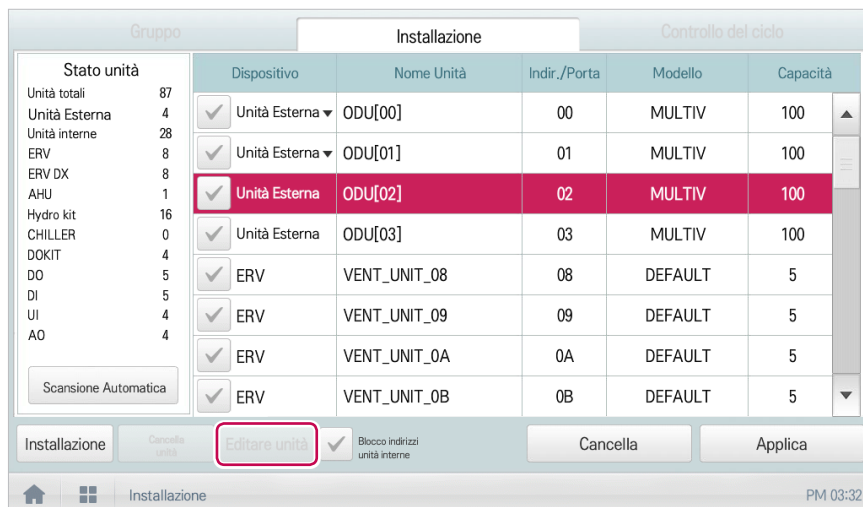 Gruppo Installazione Controllo del ciclo
Stato unità
Unità totali 87
Unità Esterna 4
Unità interne 28
ERV 8
ERV DX 8
AHU 1
Hydro kit 16
CHILLER 0
DOKIT 4
DO 5
DI 5
UI 4
AO 4
Scansione Automatica
Dispositivo Nome Unità Indir./Porta Modello Capacità
Unità Esterna ODU[00] 00 MULTIV 100
Unità Esterna ODU[01] 01 MULTIV 100
Unità Esterna ODU[02] 02 MULTIV 100
Unità Esterna ODU[03] 03 MULTIV 100
ERV VENT_UNIT_08 08 DEFAULT 5
ERV VENT_UNIT_09 09 DEFAULT 5
ERV VENT_UNIT_0A 0A DEFAULT 5
ERV VENT_UNIT_0B 0B DEFAULT 5
Installazione Cancella unità Editare unità Blocco indirizzi unità interne Cancella Applica
Installazione PM 03:32